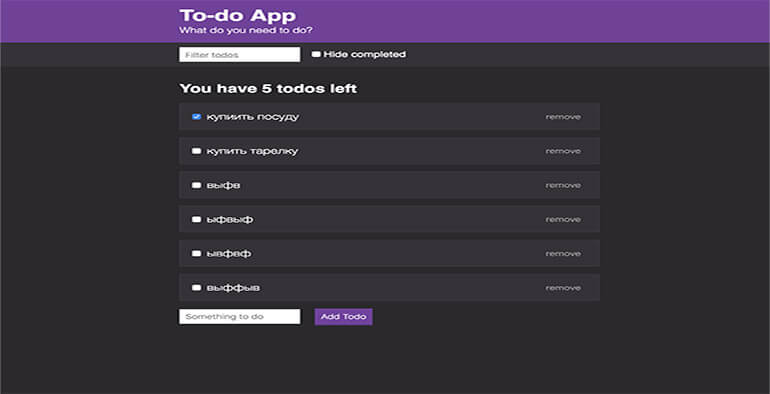 To-do App
What do you need to do?
Filter todos
Hide completed
You have 5 todos left
купиить посуду
remove
купить тарелку
remove
выфв
remove
ыфвыф
remove
ывфвф
remove
выффыв
remove
Something to do
Add Todo